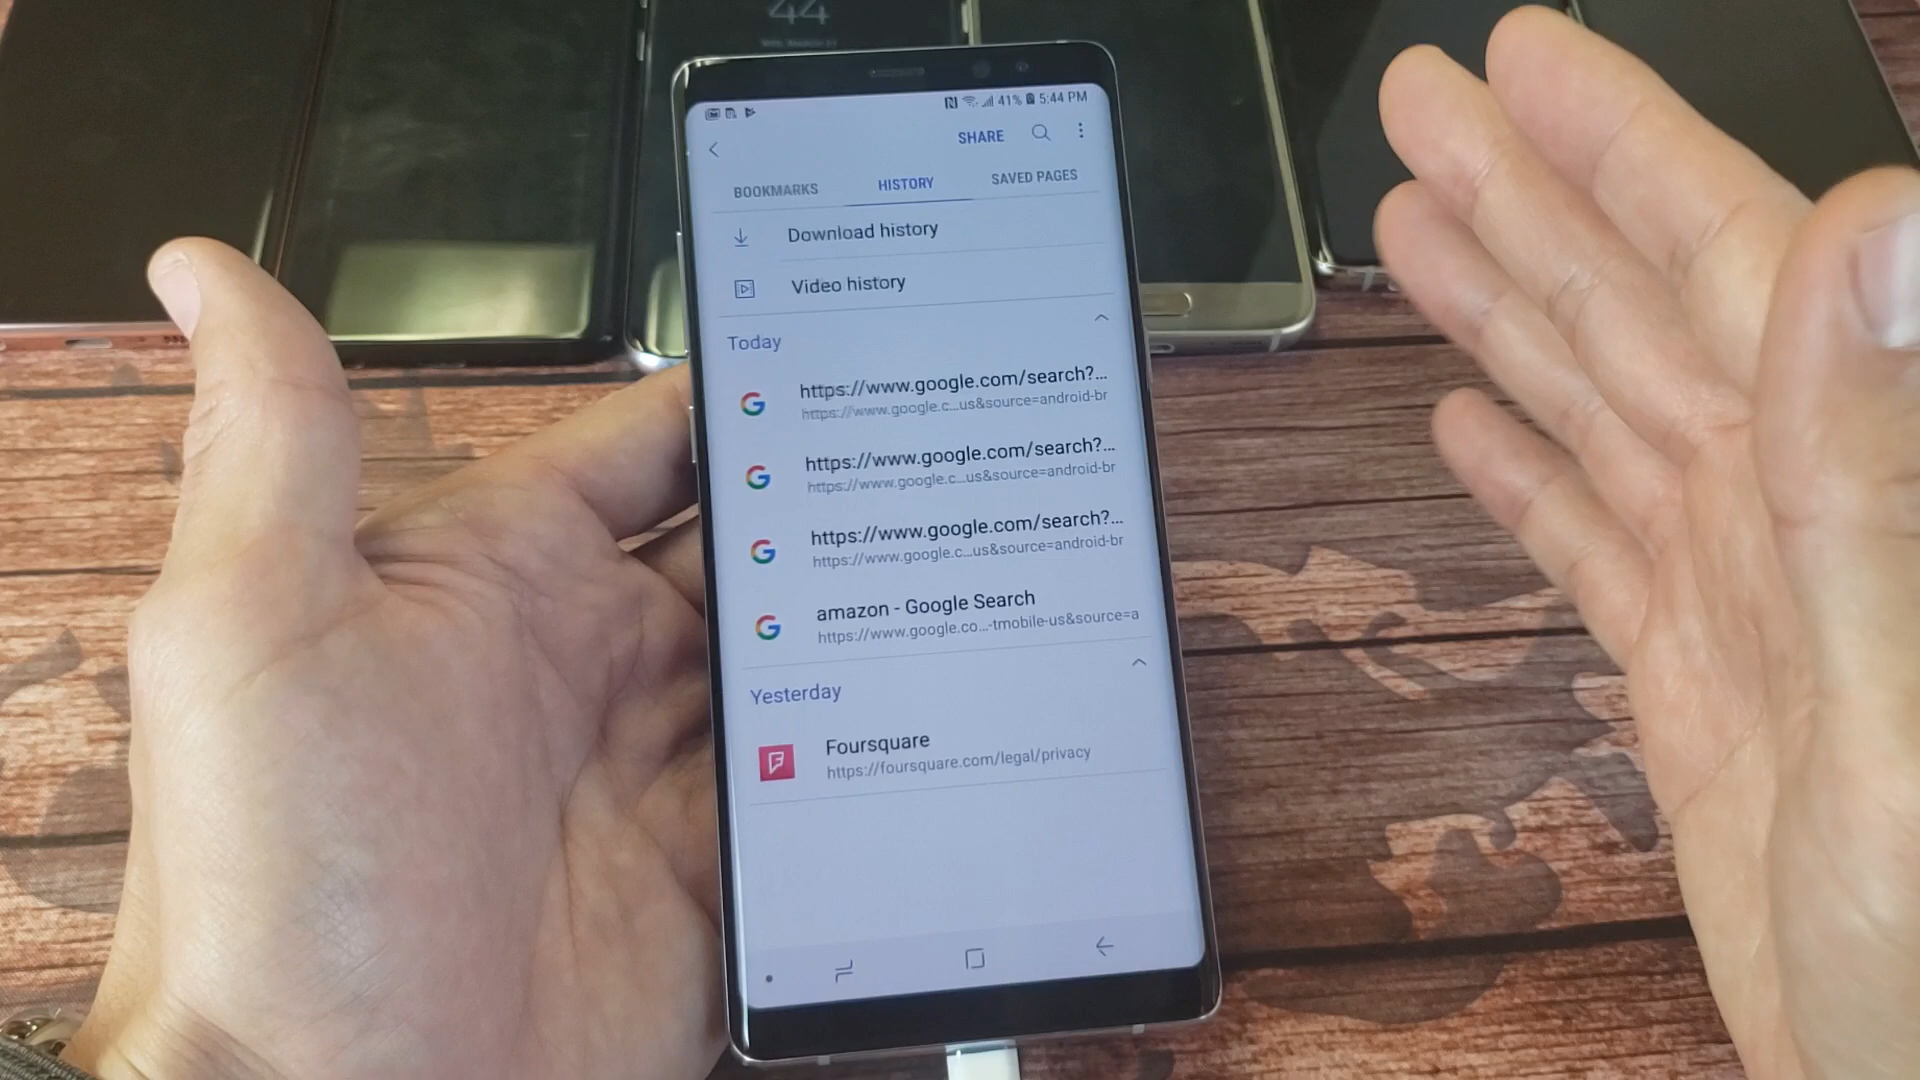 44
41% 5:44 PM
SHARE
BOOKMARKS HISTORY SAVED PAGES
Download history
Video history
Today
https://www.google.com/search?...
https://www.google.c...us&source=android-br
https://www.google.com/search?...
https://www.google.c...us&source=android-br
https://www.google.com/search?...
https://www.google.c...us&source=android-br
amazon - Google Search
https://www.google.co...-tmobile-us&source=a
Yesterday
Foursquare
https://foursquare.com/legal/privacy